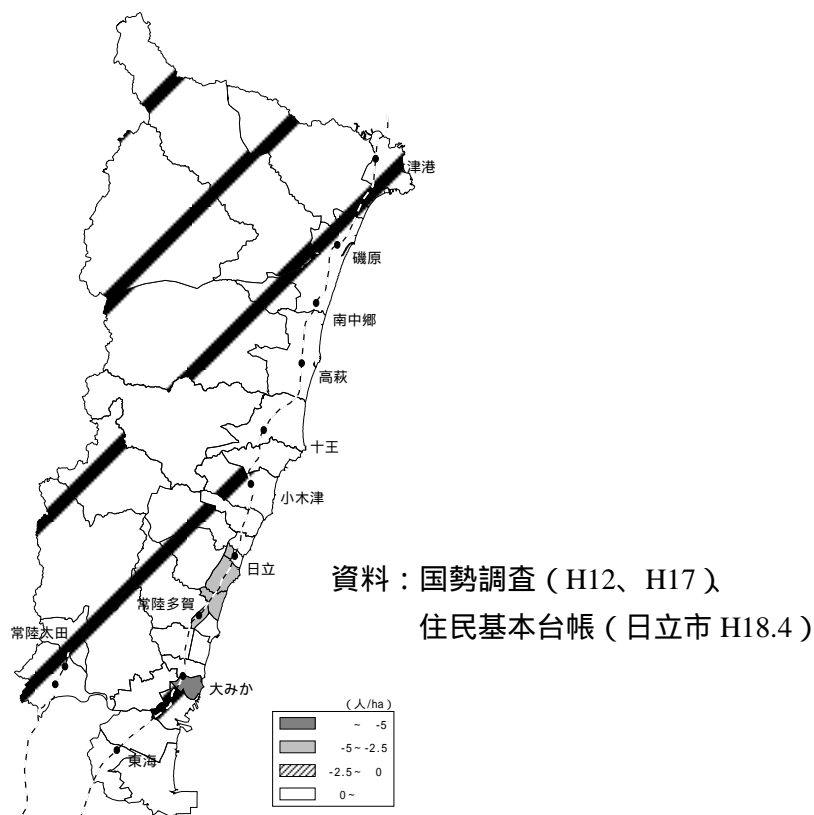 津港
磯原
南中郷
高萩
十王
小木津
日立
常陸多賀
常陸太田
大みか
東海
資料：国勢調査（H12、H17）、
住民基本台帳（日立市 H18.4）
（人/ha）
～ -5
-5～-2.5
-2.5～ 0
0～